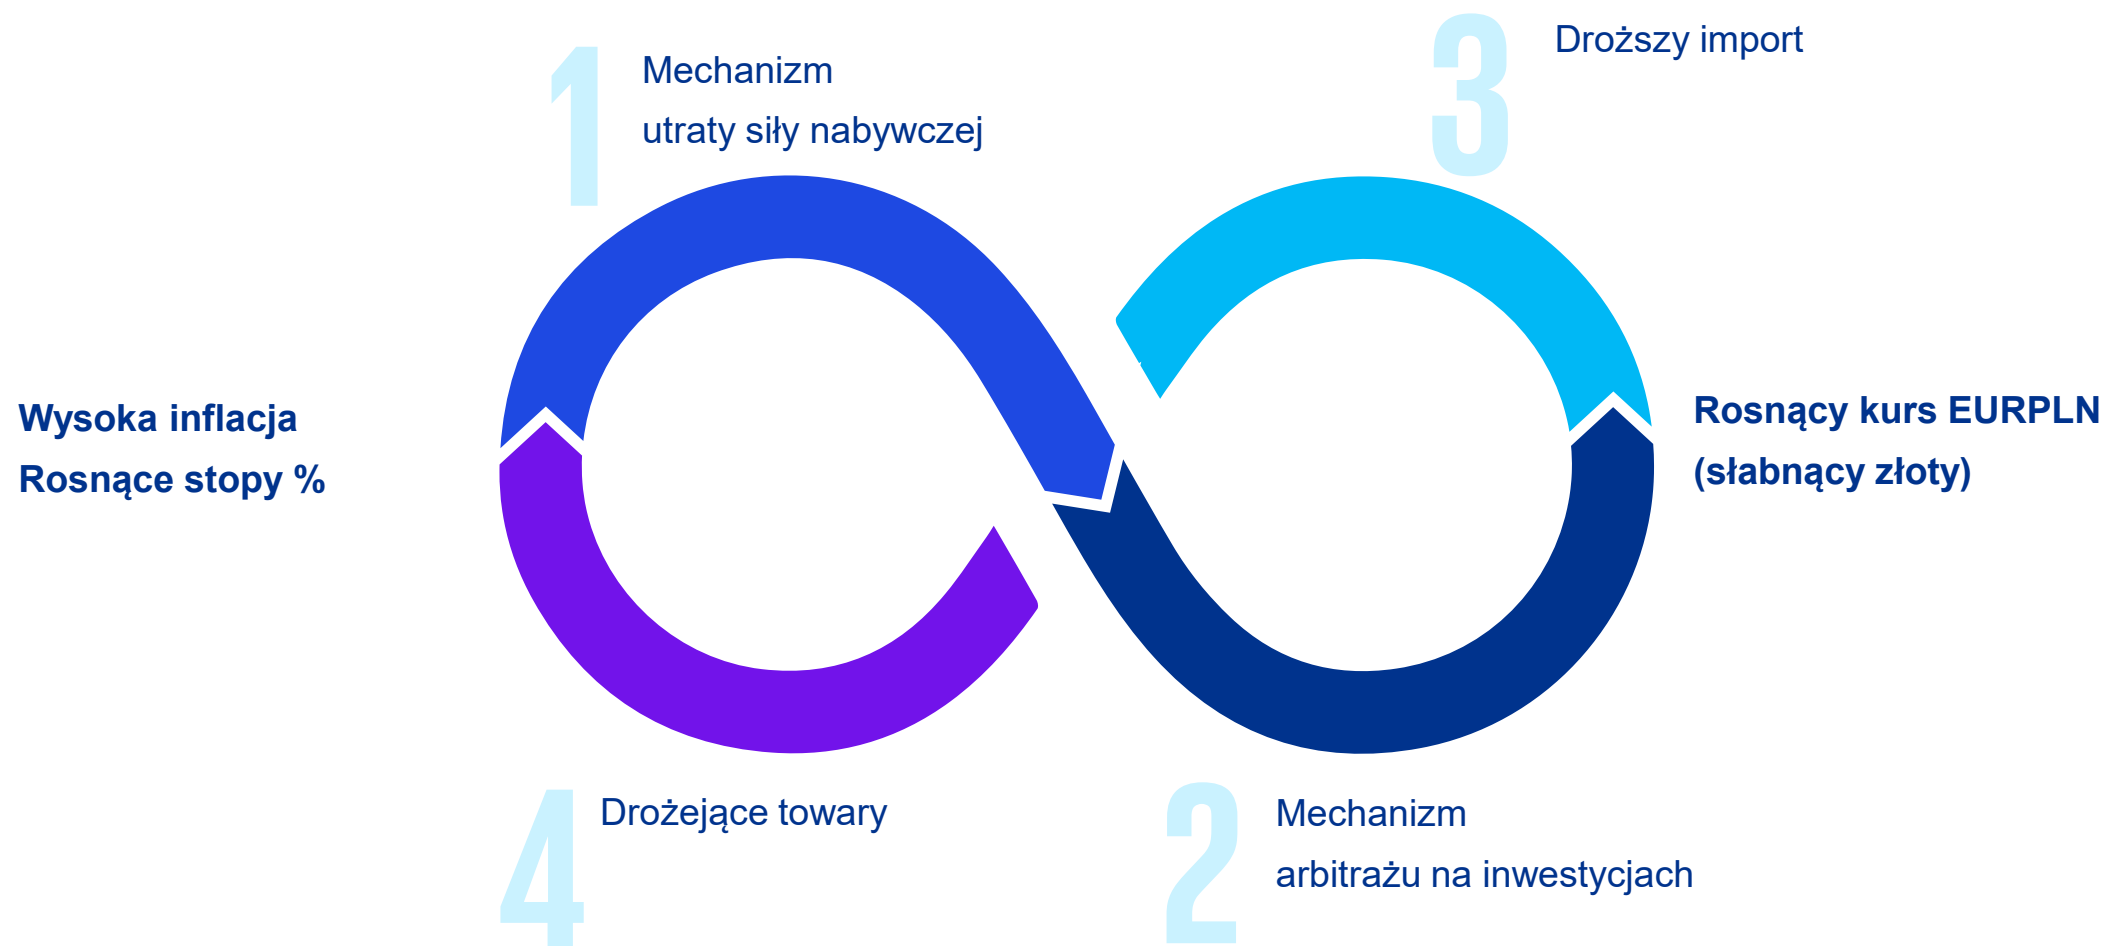 1
Mechanizm
utraty siły nabywczej
3
Droższy import
Wysoka inflacja
Rosnące stopy %
Rosnący kurs EURPLN
(słabnący złoty)
4
Drożejące towary
2
Mechanizm
arbitrażu na inwestycjach